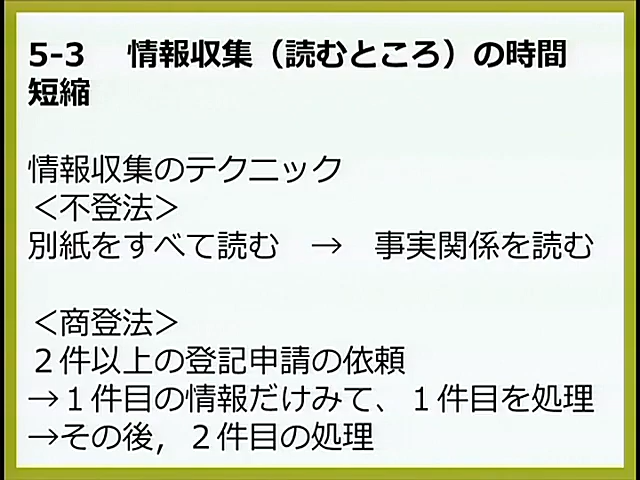 5-3　情報収集（読むところ）の時間
短縮
情報収集のテクニック
＜不登法＞
別紙をすべて読む　→　事実関係を読む
＜商登法＞
２件以上の登記申請の依頼
→１件目の情報だけみて、１件目を処理
→その後，２件目の処理